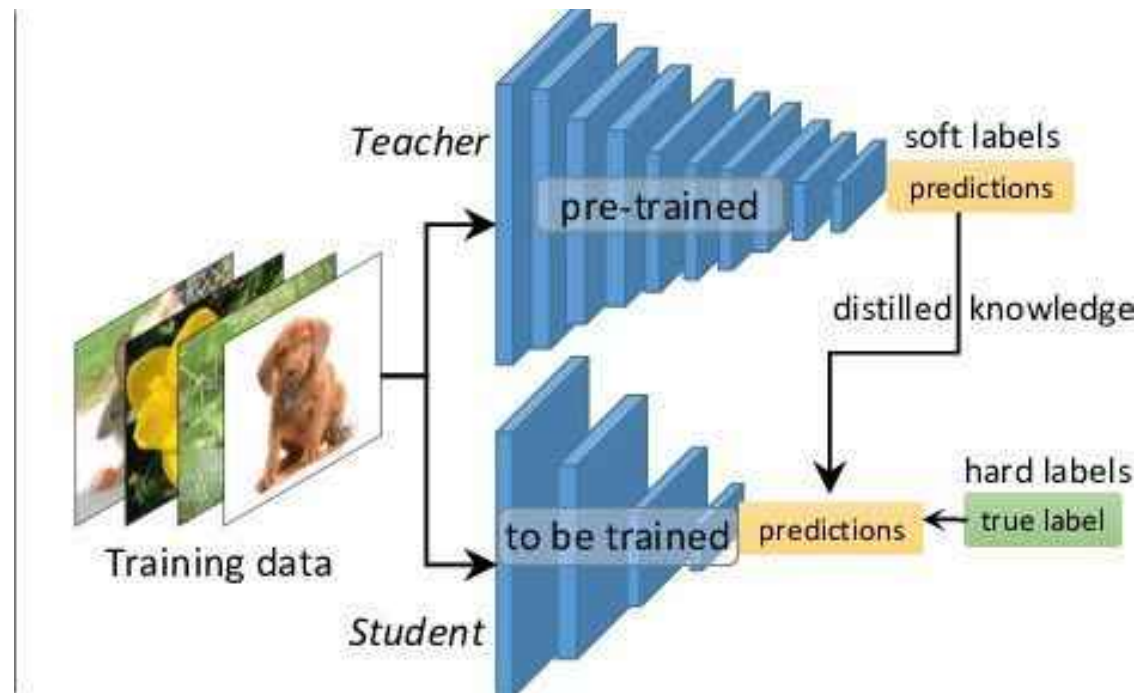 Teacher
soft labels
predictions
pre-trained
distilled knowledge
hard labels
true label
predictions
to be trained
Training data
Student